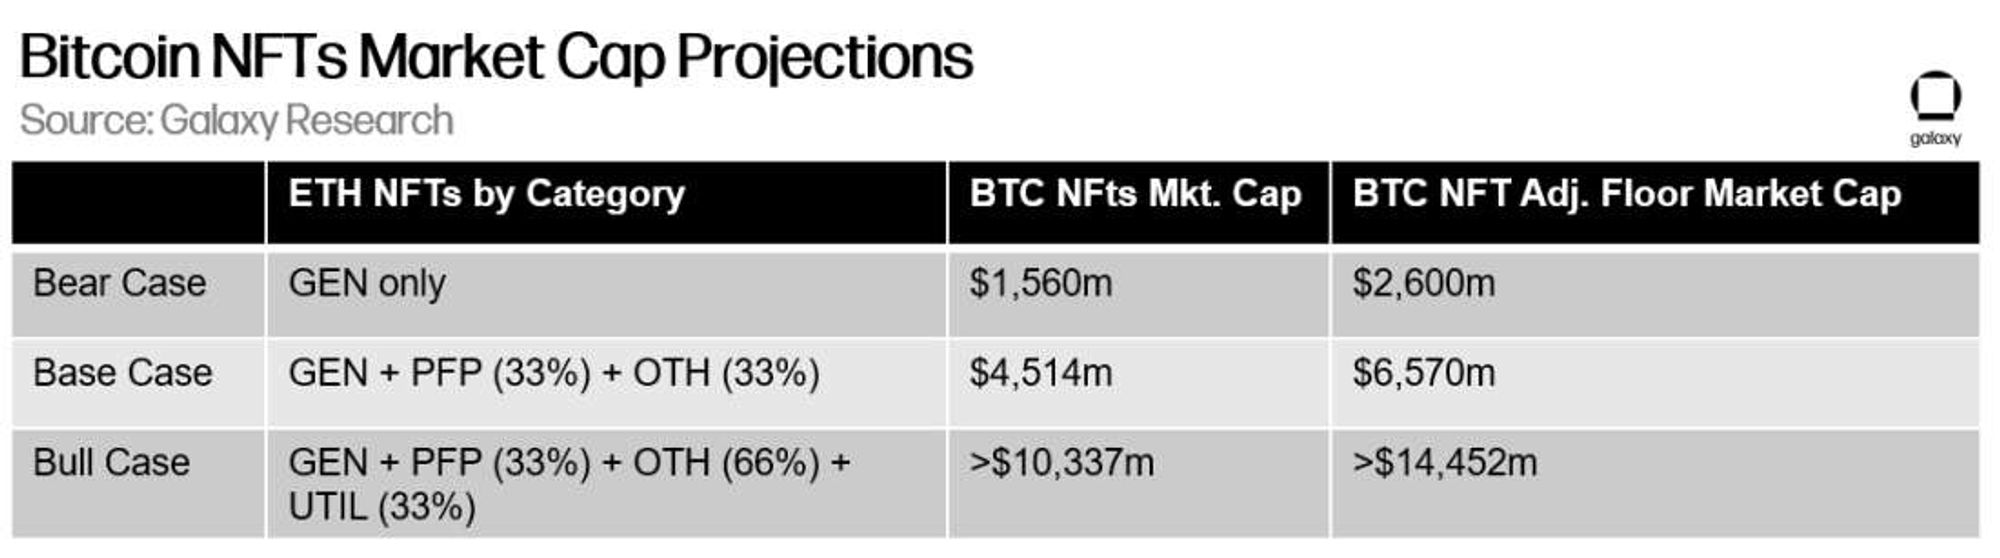 Bitcoin NFTs Market Cap Projections
Source: Galaxy Research
galaxy
ETH NFTs by Category BTC NFts Mkt. Cap BTC NFT Adj. Floor Market Cap
Bear Case GEN only $1,560m $2,600m
Base Case GEN + PFP (33%) + OTH (33%) $4,514m $6,570m
Bull Case GEN + PFP (33%) + OTH (66%) + >$10,337m >$14,452m
UTIL (33%)